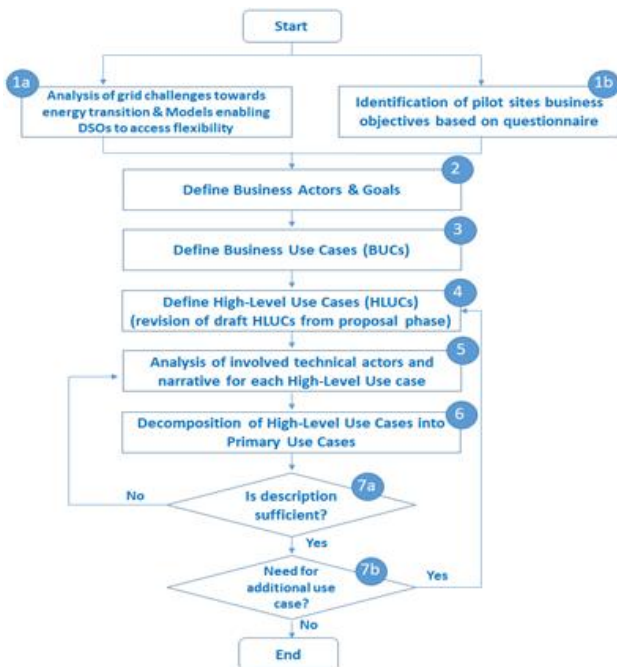 Start
1a
Analysis of grid challenges towards
energy transition & Models enabling
DSOs to access flexibility
1b
Identification of pilot sites business
objectives based on questionnaire
2
Define Business Actors & Goals
3
Define Business Use Cases (BUCs)
4
Define High-Level Use Cases (HLUCs)
(revision of draft HLUCs from proposal phase)
5
Analysis of involved technical actors and
narrative for each High-Level Use case
6
Decomposition of High-Level Use Cases into
Primary Use Cases
7a
No
Is description
sufficient?
Yes
7b
Need for
additional use
case?
Yes
No
End